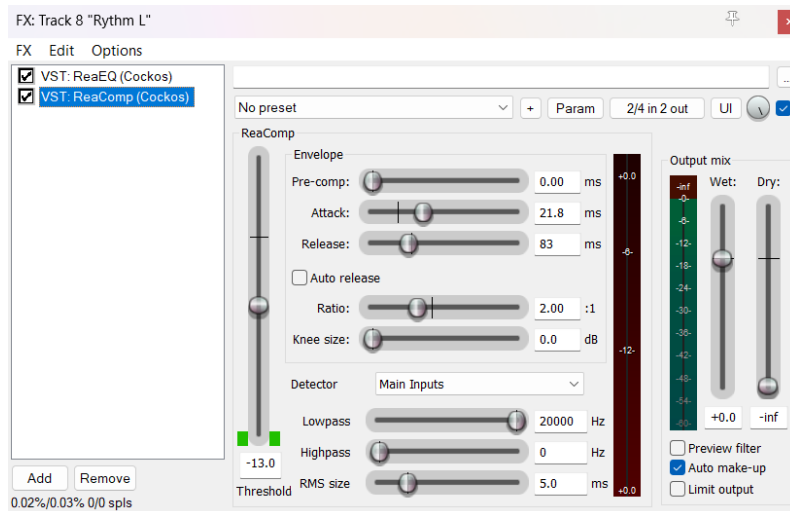 FX: Track 8 "Rythm L"
FX Edit Options
VST: ReaEQ (Cockos)
VST: ReaComp (Cockos)
No preset + Param 2/4 in 2 out UI
ReaComp
Envelope
Pre-comp: 0.00 ms
Attack: 21.8 ms
Release: 83 ms
Auto release
Ratio: 2.00 :1
Knee size: 0.0 dB
Detector Main Inputs
Lowpass 20000 Hz
Highpass 0 Hz
RMS size 5.0 ms
-13.0
Threshold
+0.0
-6-
-12-
+0.0
Output mix
Wet: Dry:
-inf
-0-
-6-
-12-
-18-
-24-
-30-
-36-
-42-
-48-
-54-
-60-
+0.0 -inf
Preview filter
Auto make-up
Limit output
Add Remove
0.02%/0.03% 0/0 spls